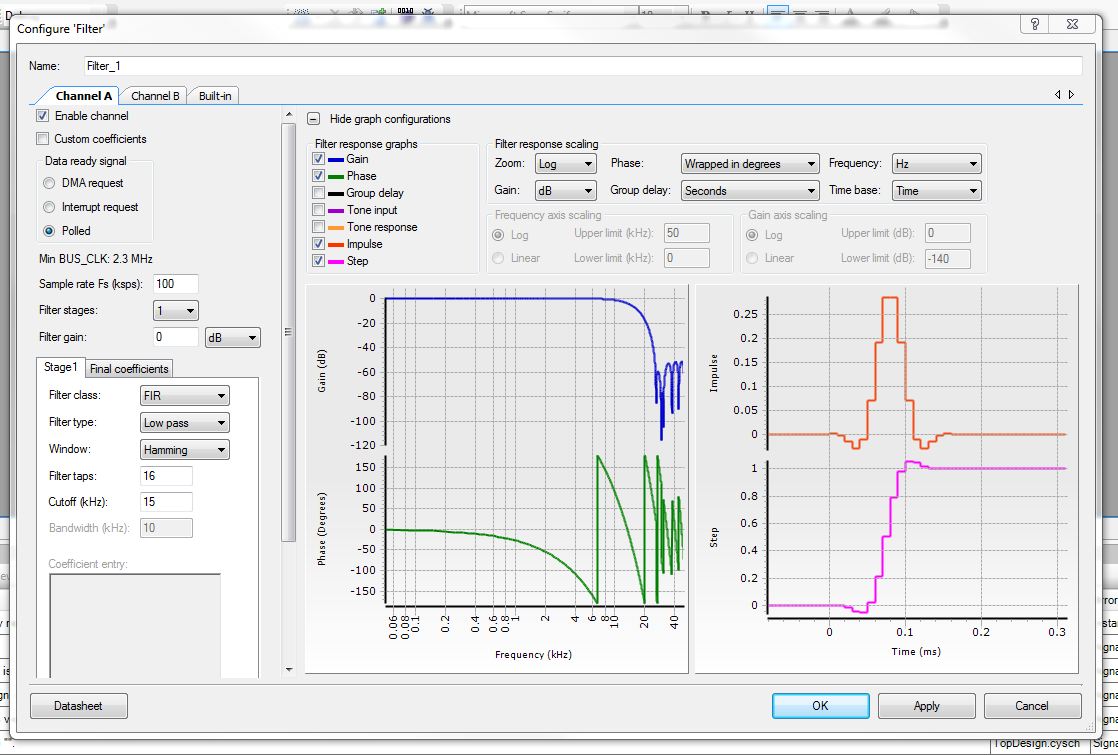 Configure 'Filter'
Name: Filter_1
Channel A Channel B Built-in
Enable channel
Custom coefficients
Data ready signal
DMA request
Interrupt request
Polled
Min BUS_CLK: 2.3 MHz
Sample rate Fs (ksps): 100
Filter stages: 1
Filter gain: 0 dB
Stage1 Final coefficients
Filter class: FIR
Filter type: Low pass
Window: Hamming
Filter taps: 16
Cutoff (kHz): 15
Bandwidth (kHz): 10
Coefficient entry:
Hide graph configurations
Filter response graphs
Gain
Phase
Group delay
Tone input
Tone response
Impulse
Step
Filter response scaling
Zoom: Log Phase: Wrapped in degrees Frequency: Hz
Gain: dB Group delay: Seconds Time base: Time
Frequency axis scaling
Log Upper limit (kHz): 50
Linear Lower limit (kHz): 0
Gain axis scaling
Log Upper limit (dB): 0
Linear Lower limit (dB): -140
Gain (dB)
0
-20
-40
-60
-80
-100
-120
Phase (Degrees)
150
100
50
0
-50
-100
-150
0.06 0.08 0.1 0.2 0.4 0.6 0.8 1 2 4 6 8 10 20 40
Frequency (kHz)
Impulse
0.25
0.2
0.15
0.1
0.05
0
Step
1
0.8
0.6
0.4
0.2
0
0 0.1 0.2 0.3
Time (ms)
Datasheet OK Apply Cancel
TopDesign.cysch Signa